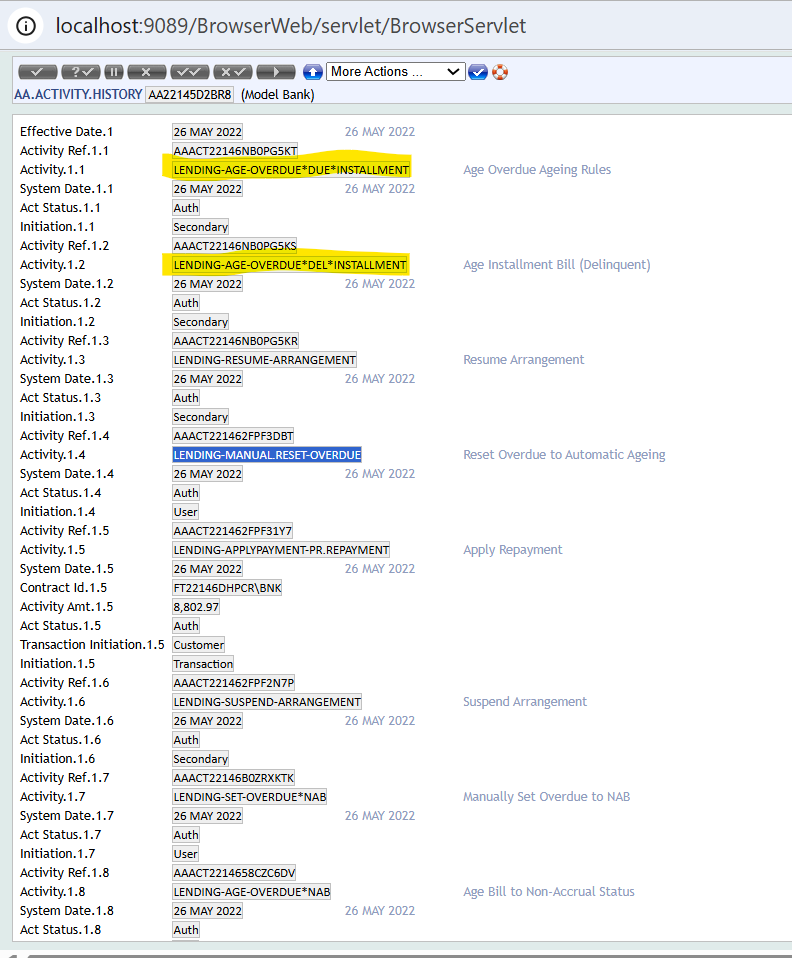 localhost:9089/BrowserWeb/servlet/BrowserServlet
More Actions ...
AA.ACTIVITY.HISTORY AA22145D2BR8 (Model Bank)
Effective Date.1 26 MAY 2022 26 MAY 2022
Activity Ref.1.1 AAACT22146NB0PG5KT
Activity.1.1 LENDING-AGE-OVERDUE*DUE*INSTALLMENT Age Overdue Ageing Rules
System Date.1.1 26 MAY 2022 26 MAY 2022
Act Status.1.1 Auth
Initiation.1.1 Secondary
Activity Ref.1.2 AAACT22146NB0PG5KS
Activity.1.2 LENDING-AGE-OVERDUE*DEL*INSTALLMENT Age Installment Bill (Delinquent)
System Date.1.2 26 MAY 2022 26 MAY 2022
Act Status.1.2 Auth
Initiation.1.2 Secondary
Activity Ref.1.3 AAACT22146NB0PG5KR
Activity.1.3 LENDING-RESUME-ARRANGEMENT Resume Arrangement
System Date.1.3 26 MAY 2022 26 MAY 2022
Act Status.1.3 Auth
Initiation.1.3 Secondary
Activity Ref.1.4 AAACT221462FPF3DBT
Activity.1.4 LENDING-MANUAL.RESET-OVERDUE Reset Overdue to Automatic Ageing
System Date.1.4 26 MAY 2022 26 MAY 2022
Act Status.1.4 Auth
Initiation.1.4 User
Activity Ref.1.5 AAACT221462FPF31Y7
Activity.1.5 LENDING-APPLYPAYMENT-PR.REPAYMENT Apply Repayment
System Date.1.5 26 MAY 2022 26 MAY 2022
Contract Id.1.5 FT22146DHPCR\BNK
Activity Amt.1.5 8,802.97
Act Status.1.5 Auth
Transaction Initiation.1.5 Customer
Initiation.1.5 Transaction
Activity Ref.1.6 AAACT221462FPF2N7P
Activity.1.6 LENDING-SUSPEND-ARRANGEMENT Suspend Arrangement
System Date.1.6 26 MAY 2022 26 MAY 2022
Act Status.1.6 Auth
Initiation.1.6 Secondary
Activity Ref.1.7 AAACT22146B0ZRXKTK
Activity.1.7 LENDING-SET-OVERDUE*NAB Manually Set Overdue to NAB
System Date.1.7 26 MAY 2022 26 MAY 2022
Act Status.1.7 Auth
Initiation.1.7 User
Activity Ref.1.8 AAACT2214658CZC6DV
Activity.1.8 LENDING-AGE-OVERDUE*NAB Age Bill to Non-Accrual Status
System Date.1.8 26 MAY 2022 26 MAY 2022
Act Status.1.8 Auth